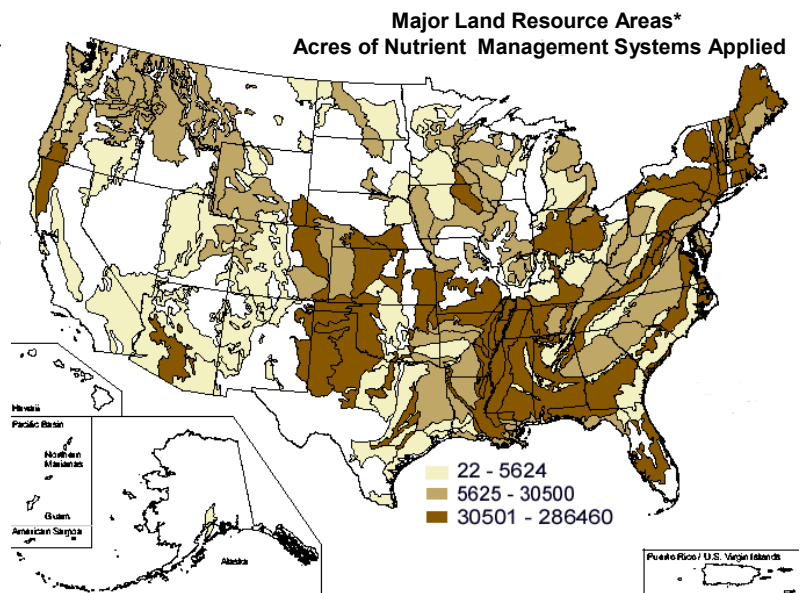 Major Land Resource Areas*
Acres of Nutrient Management Systems Applied
22 - 5624
5625 - 30500
30501 - 286460
Hawaii
Pacific Basin
Northern
Marianas
Guam
American Samoa
Alaska
Puerto Rico / U.S. Virgin Islands